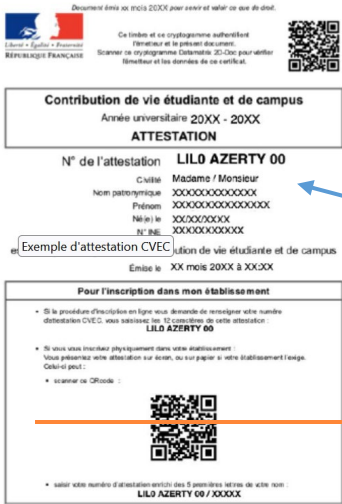 Document émis xx mois 20XX pour servir et valoir ce que de droit.
Liberté • Égalité • Fraternité
RÉPUBLIQUE FRANÇAISE
Ce timbre et ce cryptogramme authentifient
l'émetteur et le présent document.
Scanner ce cryptogramme Datamatrix 2D-Doc pour vérifier
l'émetteur et les données de ce certificat.
Contribution de vie étudiante et de campus
Année universitaire 20XX - 20XX
ATTESTATION
N° de l'attestation LIL0 AZERTY 00
Civilité Madame / Monsieur
Nom patronymique XXXXXXXXXXXXX
Prénom XXXXXXXXXXXXXXX
Né(e) le XX/XX/XXXX
N° INE XXXXXXXXXXX
Exemple d'attestation CVEC ution de vie étudiante et de campus
Émise le XX mois 20XX à XX:XX
Pour l'inscription dans mon établissement
• Si la procédure d'inscription en ligne vous demande de renseigner votre numéro
d'attestation CVEC, vous saisissez les 12 caractères de cette attestation :
LIL0 AZERTY 00
• Si vous vous inscrivez physiquement dans votre établissement :
Vous présentez votre attestation sur écran, ou sur papier si votre établissement l'exige.
Celui-ci peut :
• scanner ce QRcode :
• saisir votre numéro d'attestation enrichi des 5 premières lettres de votre nom :
LIL0 AZERTY 00 / XXXXX